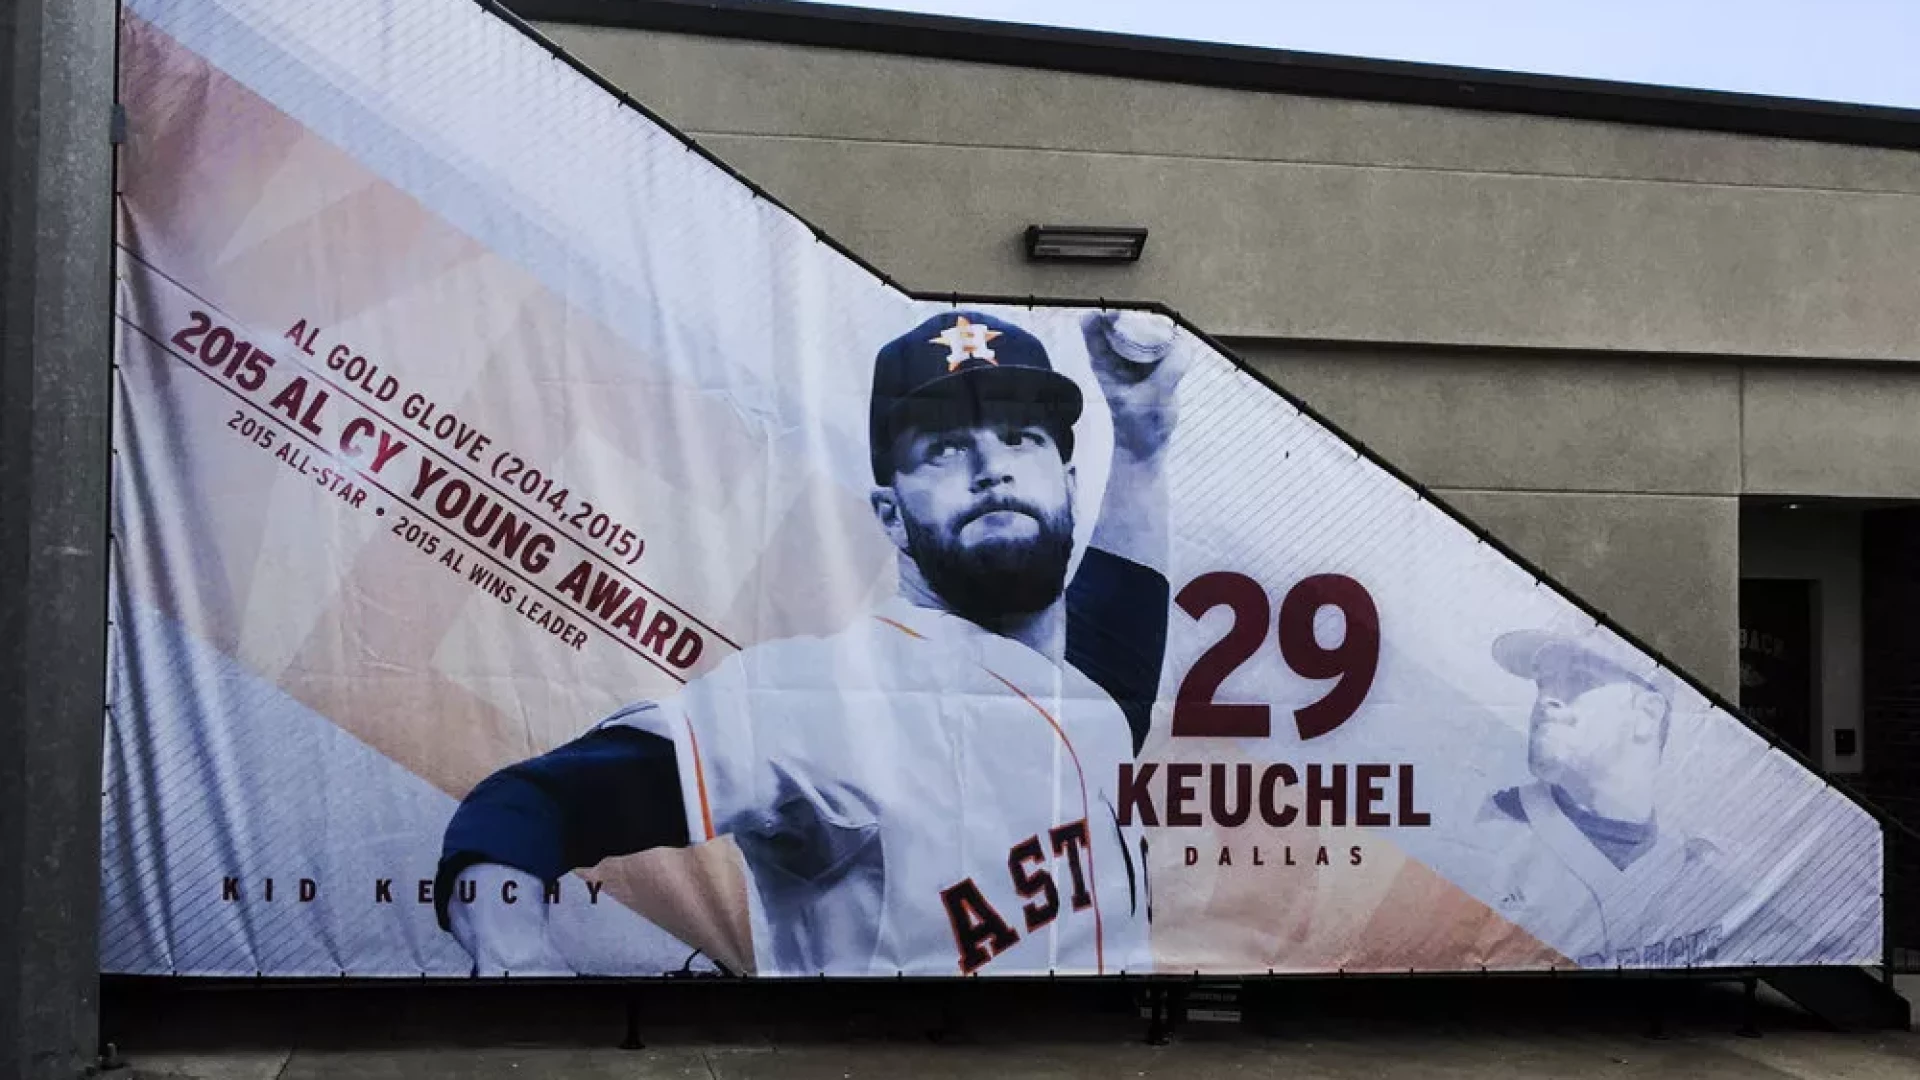 AL GOLD GLOVE (2014,2015)
2015 AL CY YOUNG AWARD
2015 ALL-STAR • 2015 AL WINS LEADER
H
29
KEUCHEL
DALLAS
AST
KID KEUCHY